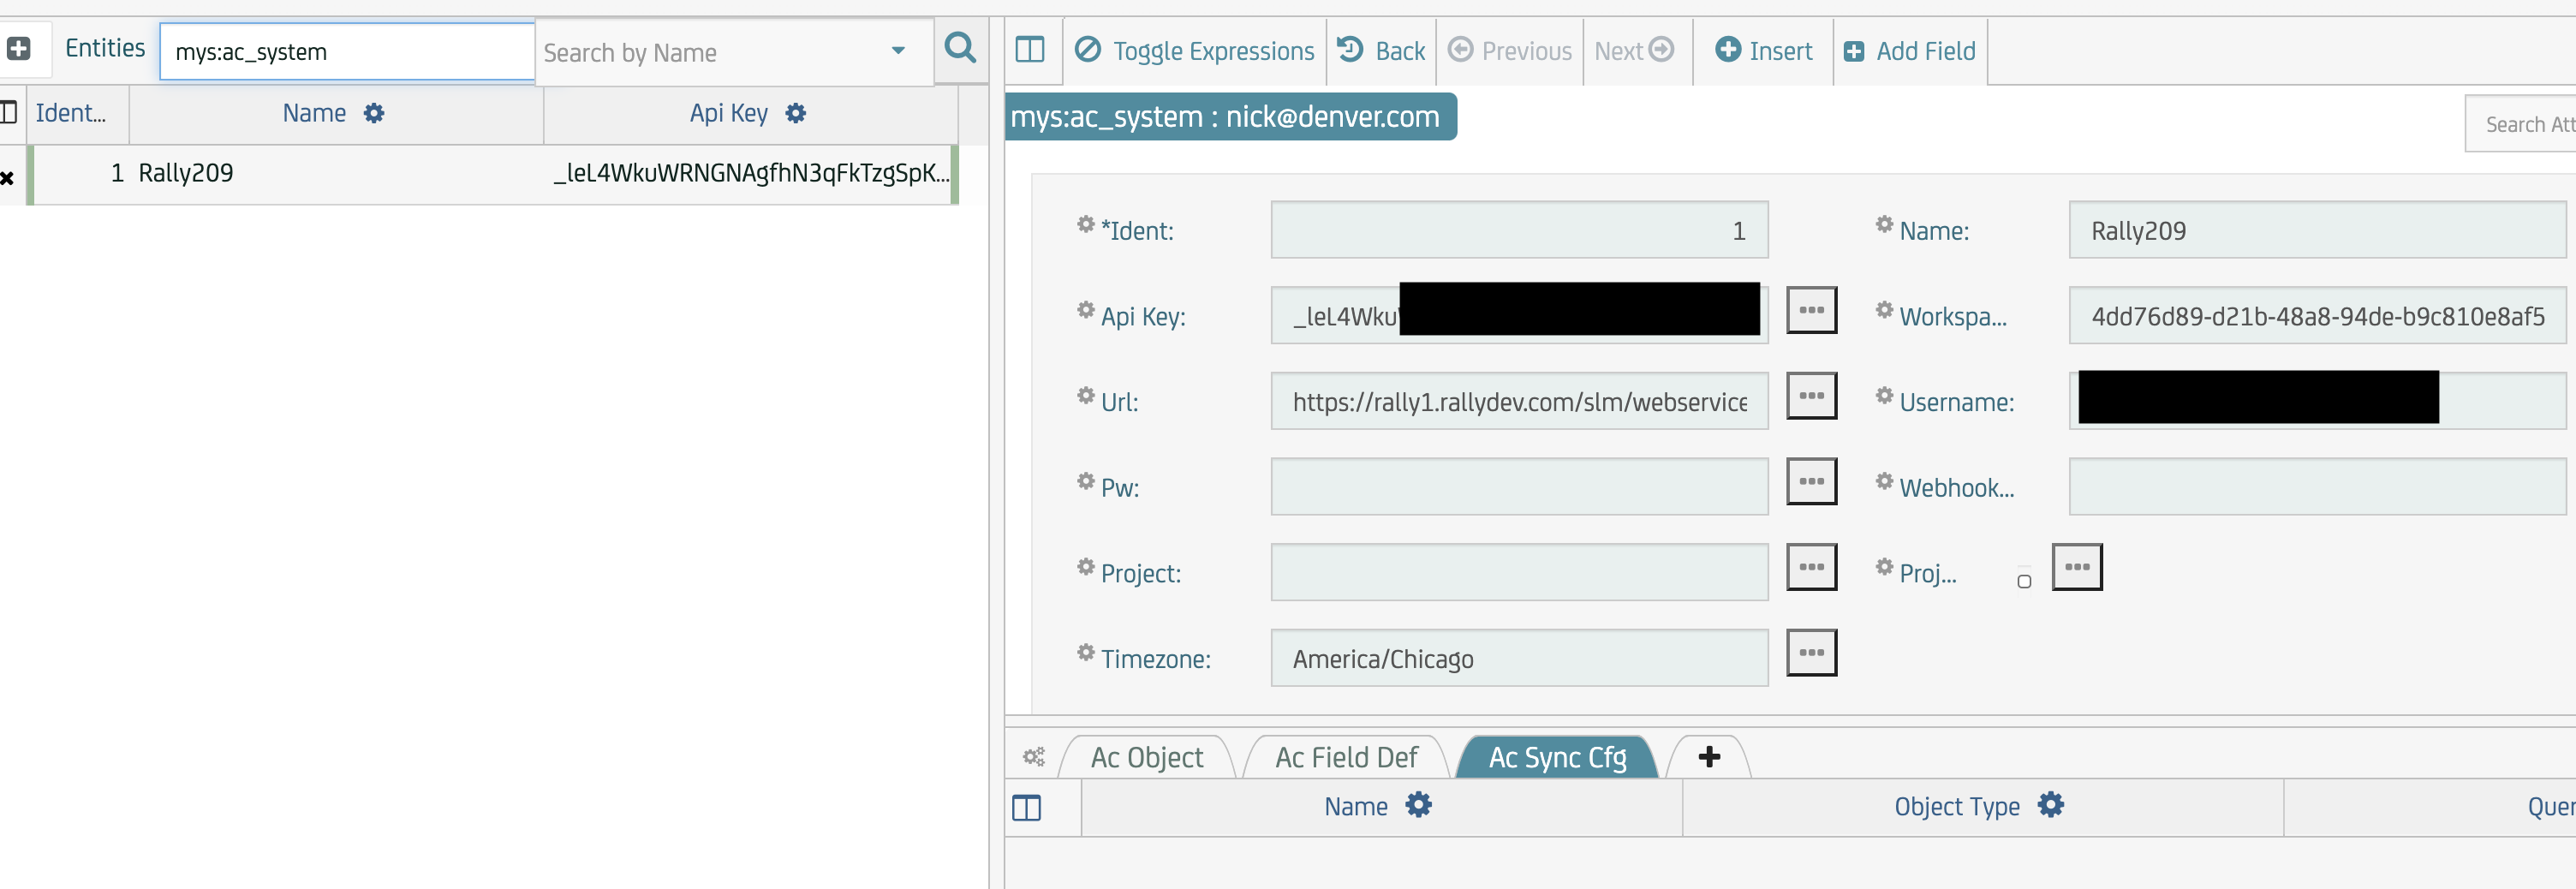 Entities mys:ac_system Search by Name
Toggle Expressions Back Previous Next Insert Add Field
Ident... Name Api Key
1 Rally209 _leL4WkuWRNGNAgfhN3qFkTzgSpK...
mys:ac_system : nick@denver.com
Search Att
*Ident: 1 Name: Rally209
Api Key: _leL4Wku Workspa... 4dd76d89-d21b-48a8-94de-b9c810e8af5
Url: https://rally1.rallydev.com/slm/webservice Username:
Pw: Webhook...
Project: Proj...
Timezone: America/Chicago
Ac Object Ac Field Def Ac Sync Cfg
Name Object Type Quer